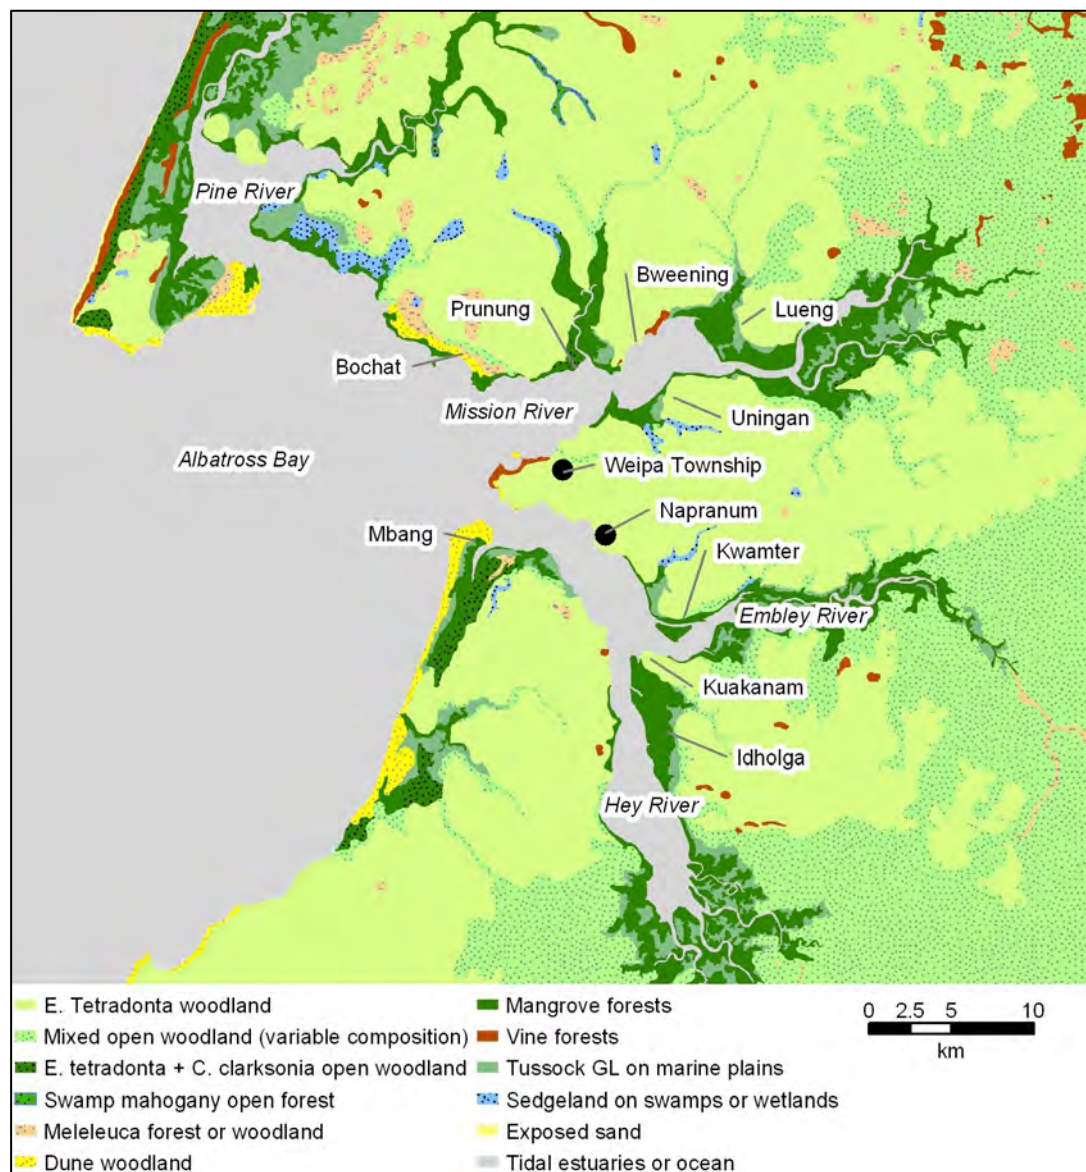 Pine River
Bweening
Prunung
Lueng
Bochat
Mission River
Uningan
Albatross Bay
Weipa Township
Napranum
Mbang
Kwamter
Embley River
Kuakanam
Idholga
Hey River
E. Tetradonta woodland
Mixed open woodland (variable composition)
E. tetradonta + C. clarksonia open woodland
Swamp mahogany open forest
Meleleuca forest or woodland
Dune woodland
Mangrove forests
Vine forests
Tussock GL on marine plains
Sedgeland on swamps or wetlands
Exposed sand
Tidal estuaries or ocean
0 2.5 5 10
km